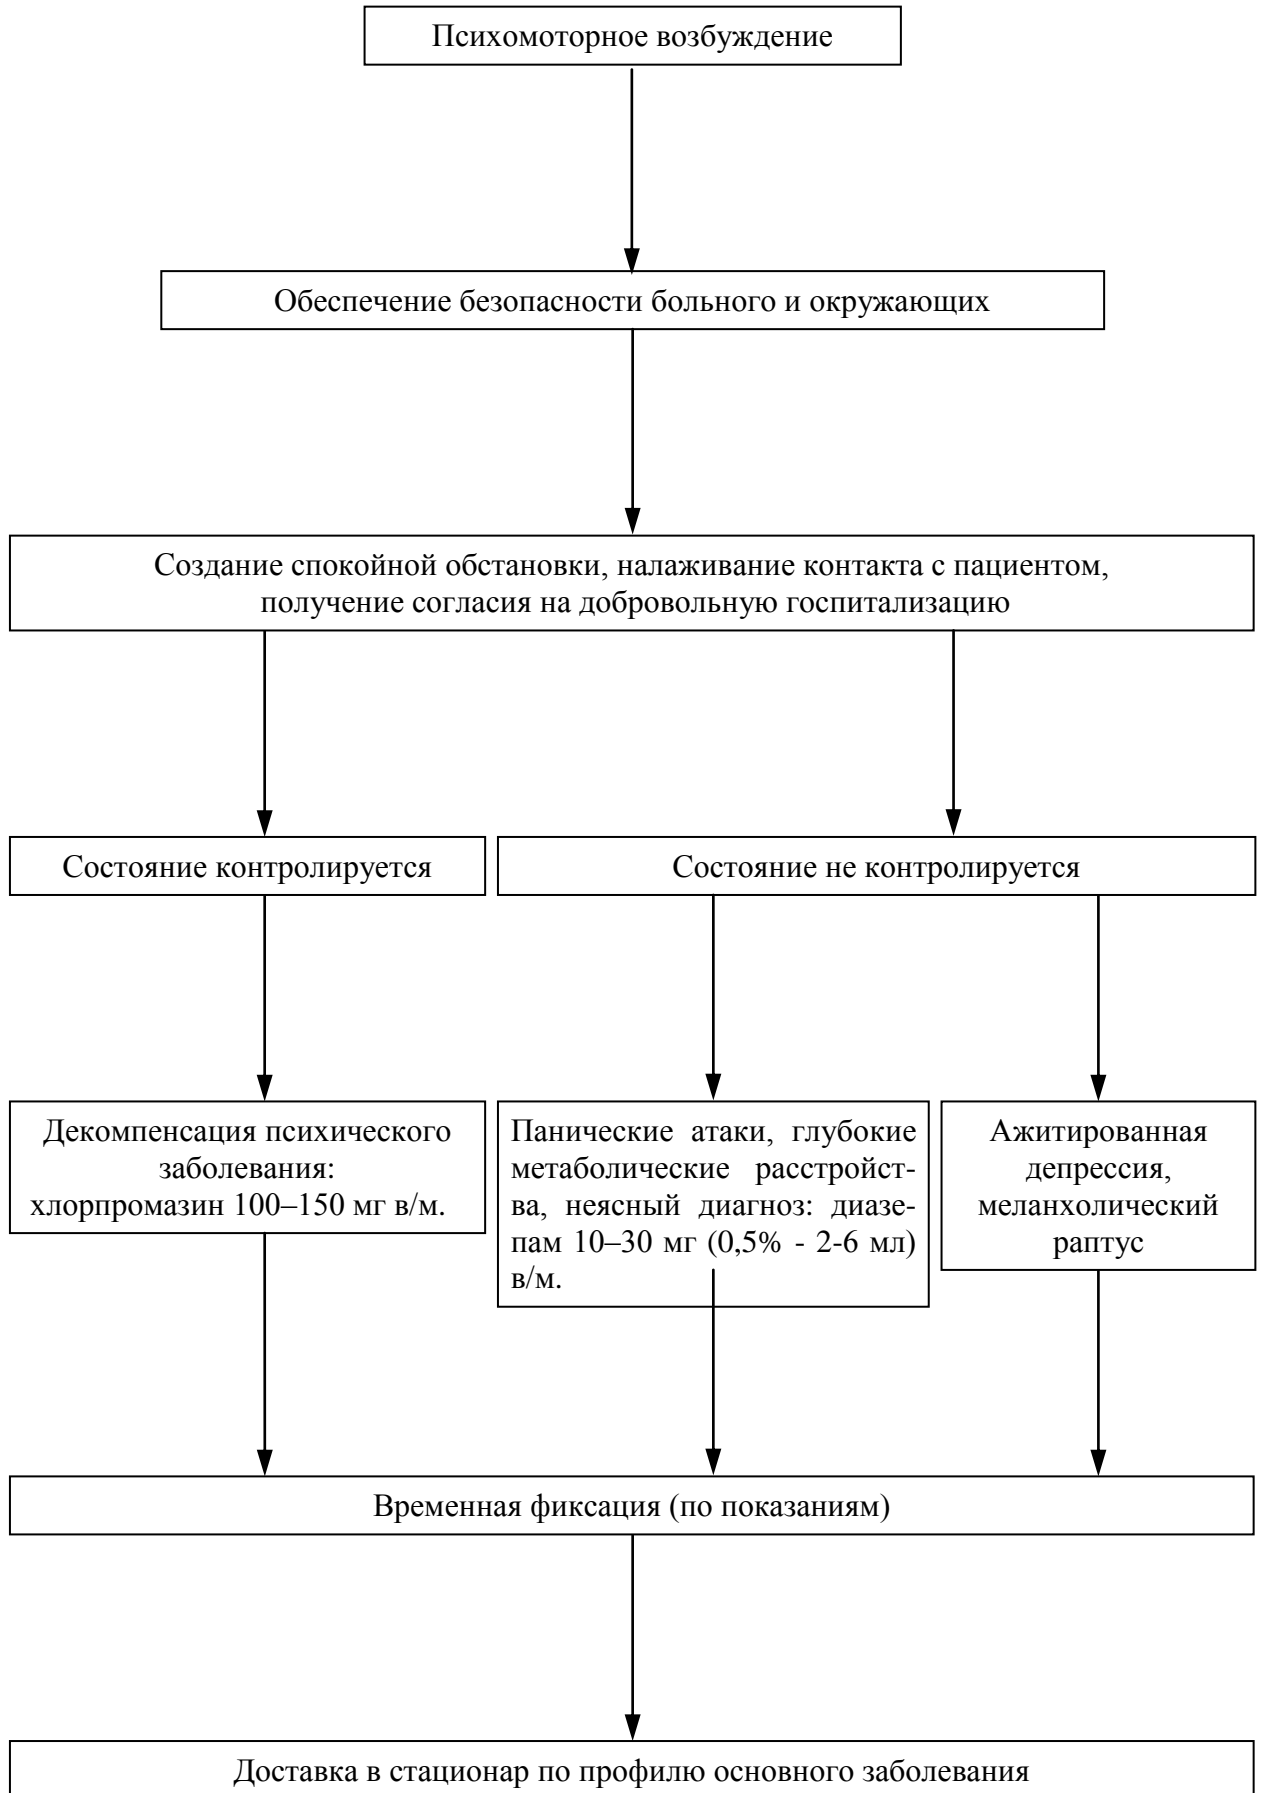 Психомоторное возбуждение
Обеспечение безопасности больного и окружающих
Создание спокойной обстановки, налаживание контакта с пациентом,
получение согласия на добровольную госпитализацию
Состояние контролируется
Состояние не контролируется
Декомпенсация психического
заболевания:
хлорпромазин 100–150 мг в/м.
Панические атаки, глубокие
метаболические расстройст-
ва, неясный диагноз: диазе-
пам 10–30 мг (0,5% - 2-6 мл)
в/м.
Ажитированная
депрессия,
меланхолический
раптус
Временная фиксация (по показаниям)
Доставка в стационар по профилю основного заболевания